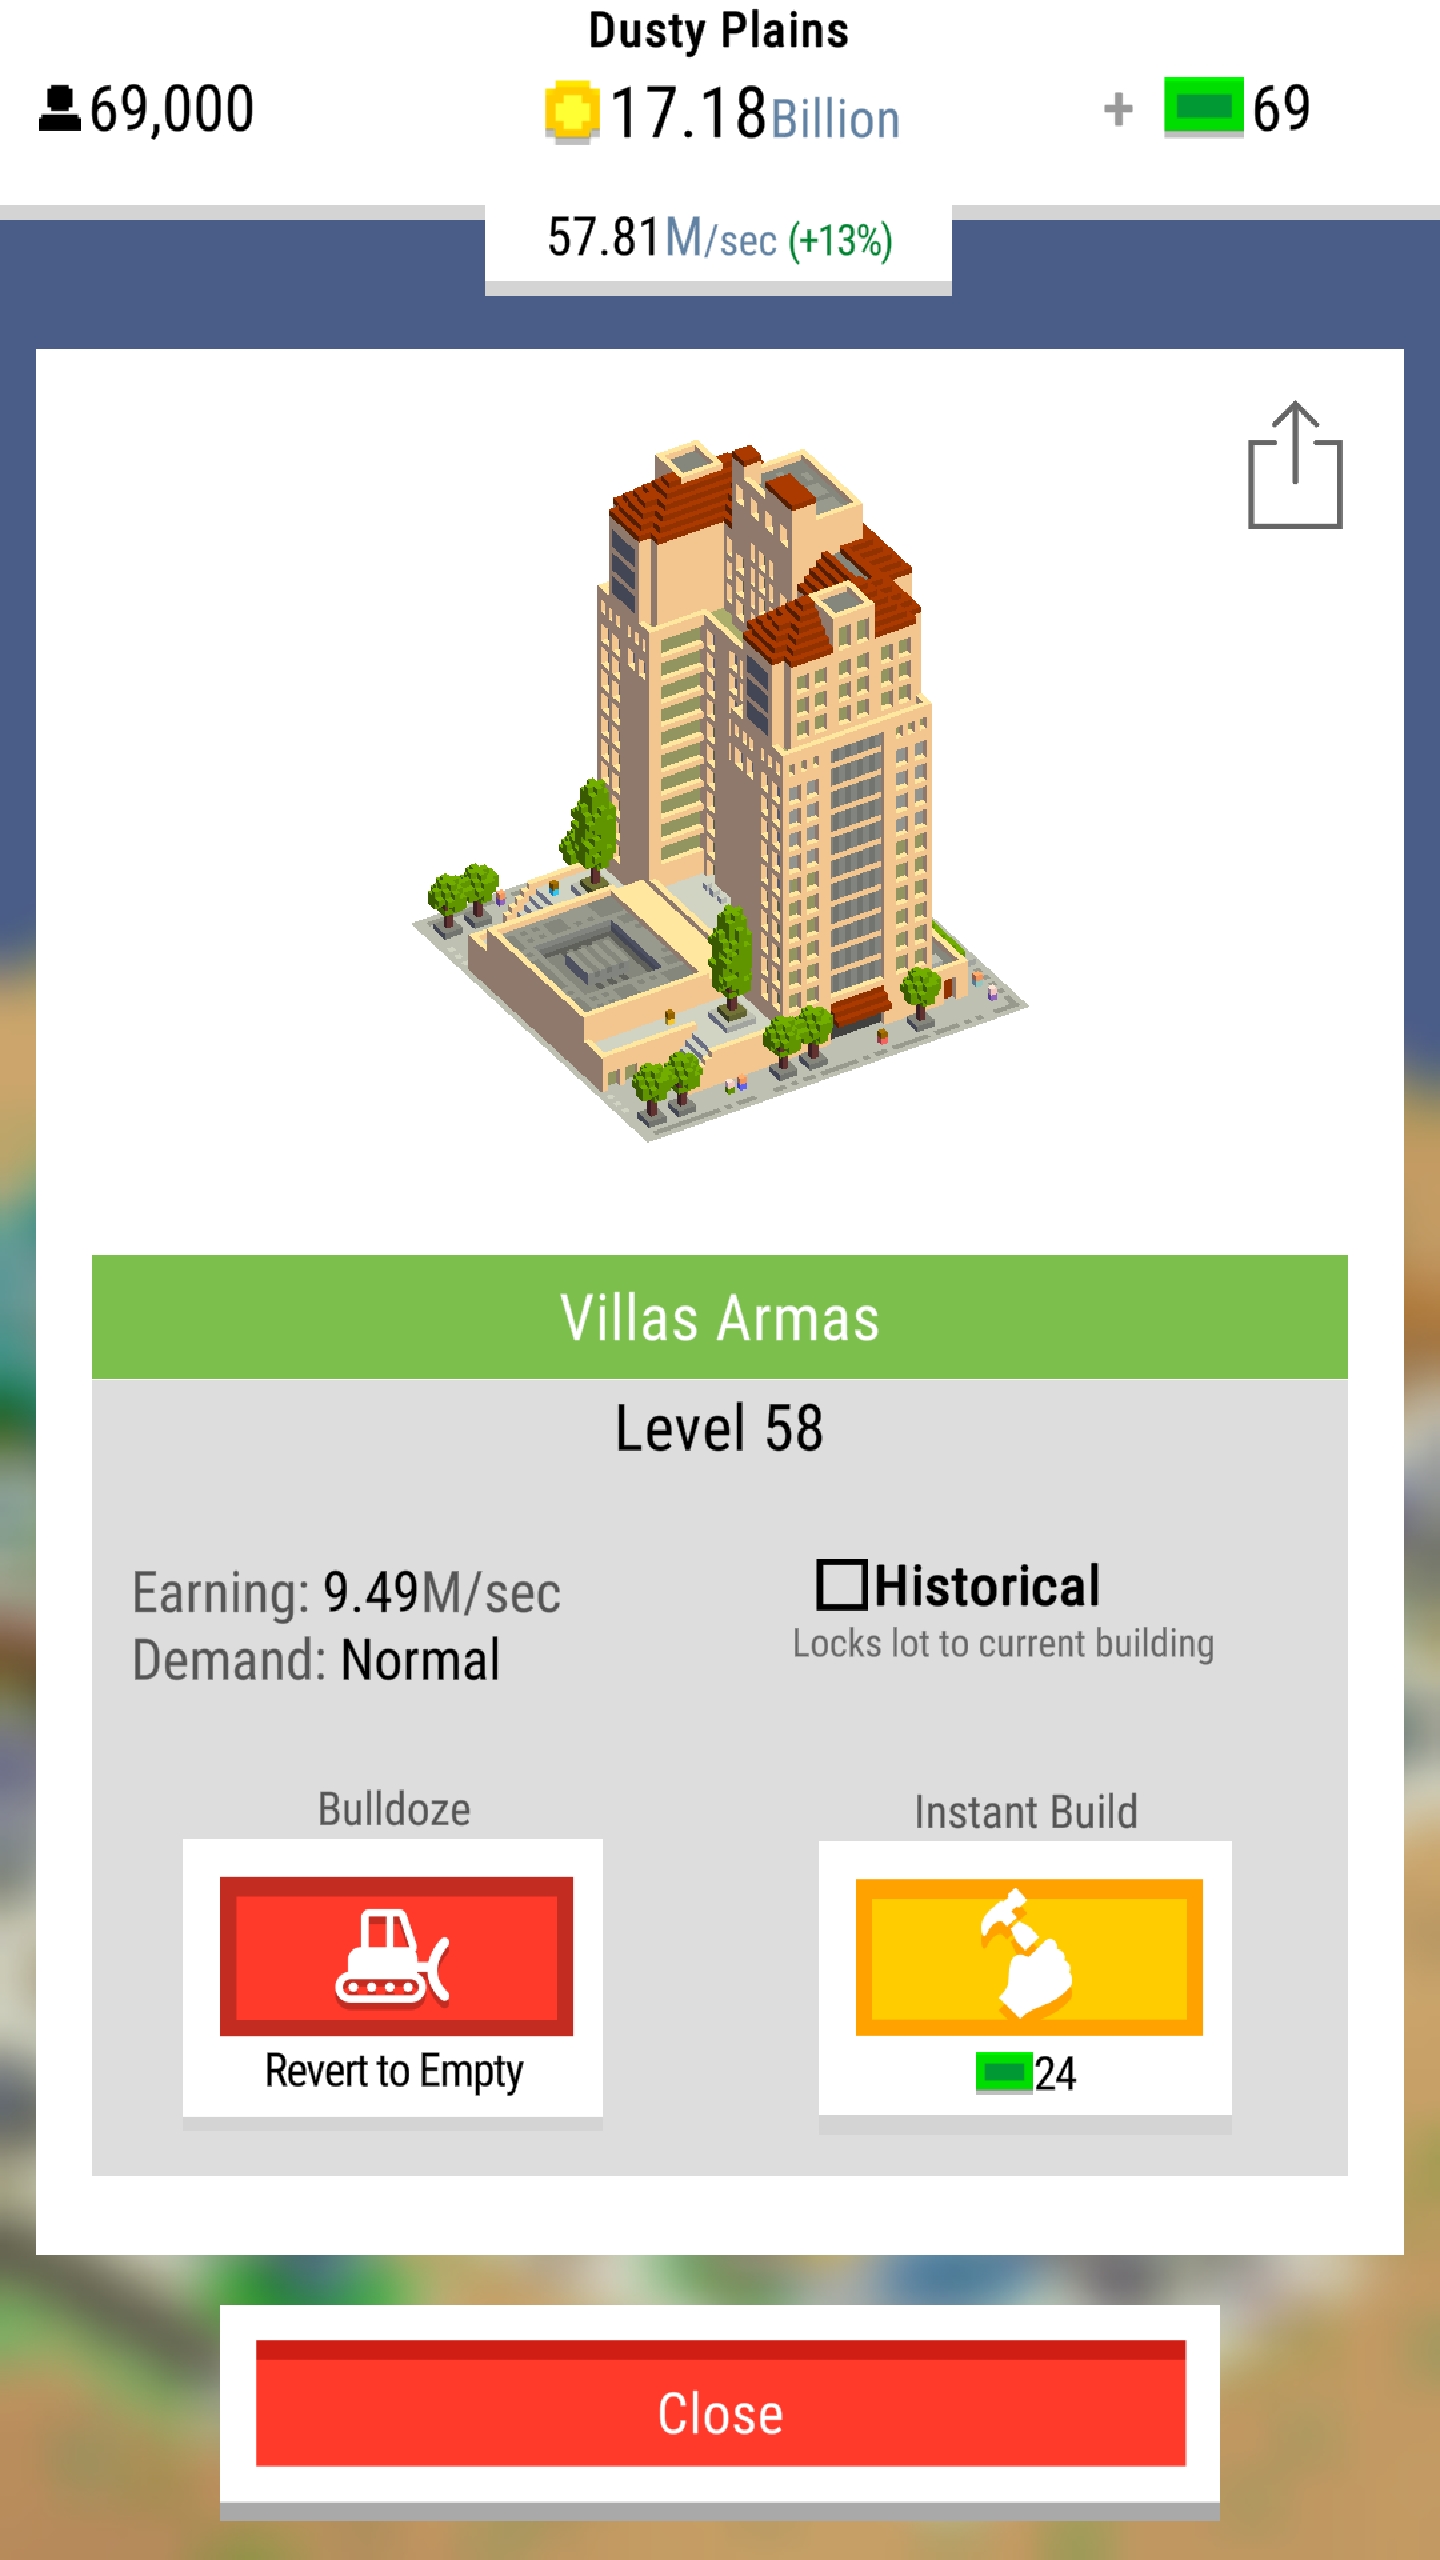 Dusty Plains
69,000 17.18Billion + 69
57.81M/sec (+13%)
Villas Armas
Level 58
Earning: 9.49M/sec
Demand: Normal
Historical
Locks lot to current building
Bulldoze
Revert to Empty
Instant Build
24
Close